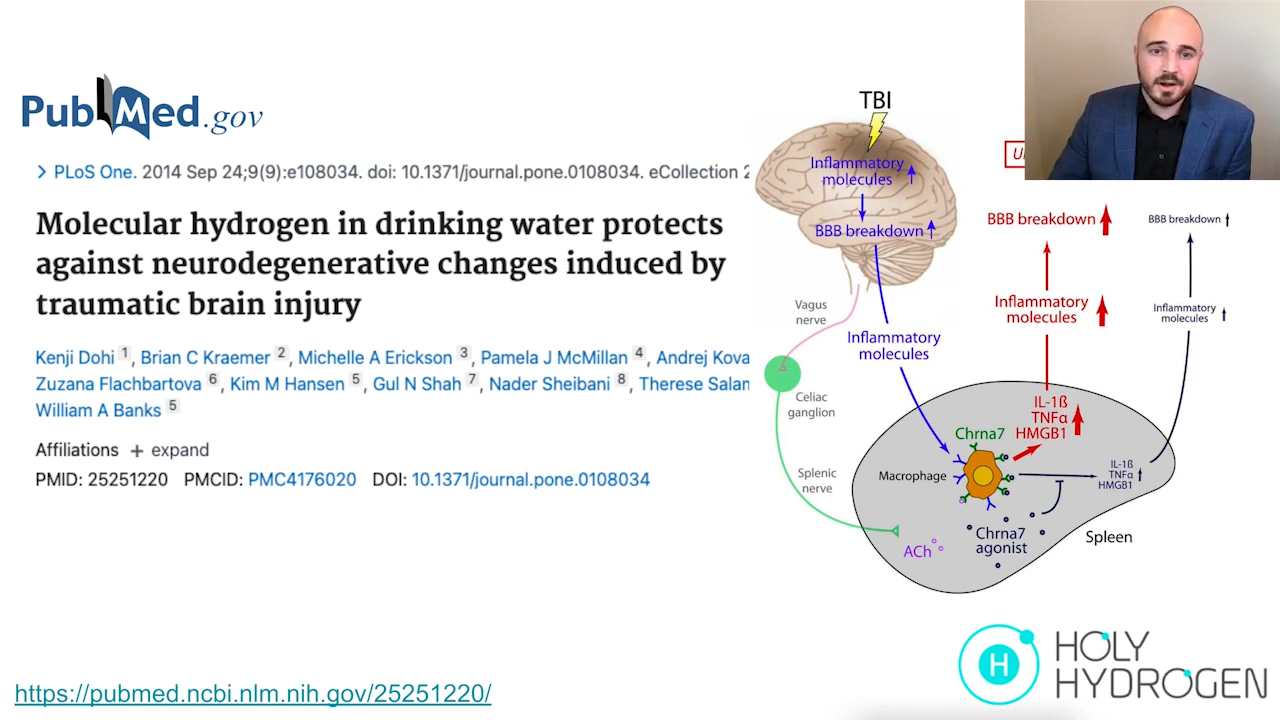 PubMed.gov
PLoS One. 2014 Sep 24;9(9):e108034. doi: 10.1371/journal.pone.0108034. eCollection
Molecular hydrogen in drinking water protects
against neurodegenerative changes induced by
traumatic brain injury
Kenji Dohi 1, Brian C Kraemer 2, Michelle A Erickson 3, Pamela J McMillan 4, Andrej Kova
Zuzana Flachbartova 6, Kim M Hansen 5, Gul N Shah 7, Nader Sheibani 8, Therese Salan
William A Banks 5
Affiliations + expand
PMID: 25251220 PMCID: PMC4176020 DOI: 10.1371/journal.pone.0108034
https://pubmed.ncbi.nlm.nih.gov/25251220/
TBI
Inflammatory
molecules
BBB breakdown
Vagus
nerve
Inflammatory
molecules
Celiac
ganglion
Splenic
nerve
BBB breakdown
Inflammatory
molecules
IL-1ß
TNFα
HMGB1
BBB breakdown
Inflammatory
molecules
IL-1ß
TNFα
HMGB1
Chrna7
Macrophage
Chrna7
agonist
ACh
Spleen
H
HOLY
HYDROGEN